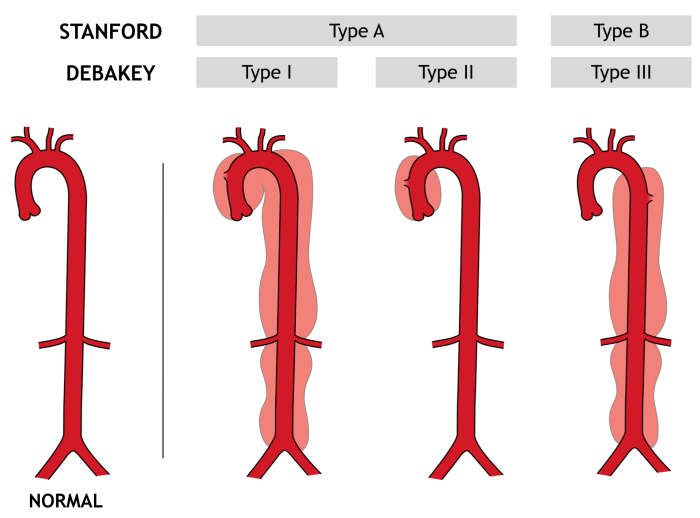 STANFORD Type A Type B
DEBAKEY Type I Type II Type III
NORMAL